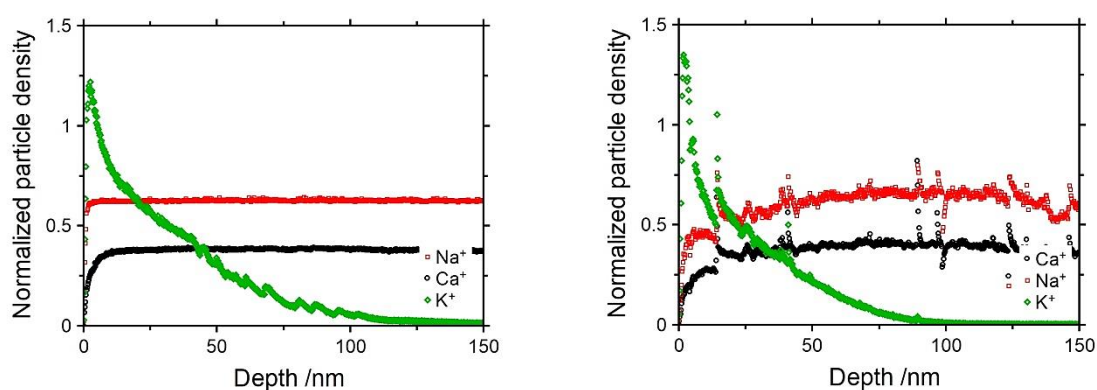 1.5
1
0.5
0
Normalized particle density
Na⁺
Ca⁺
K⁺
0 50 100 150
Depth /nm
1.5
1
0.5
0
Normalized particle density
Ca⁺
Na⁺
K⁺
0 50 100 150
Depth /nm